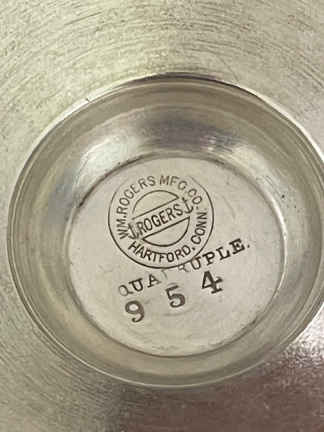 WM. ROGERS MFG. CO.
ROGERS
HARTFORD. CONN
QUADRUPLE.
954